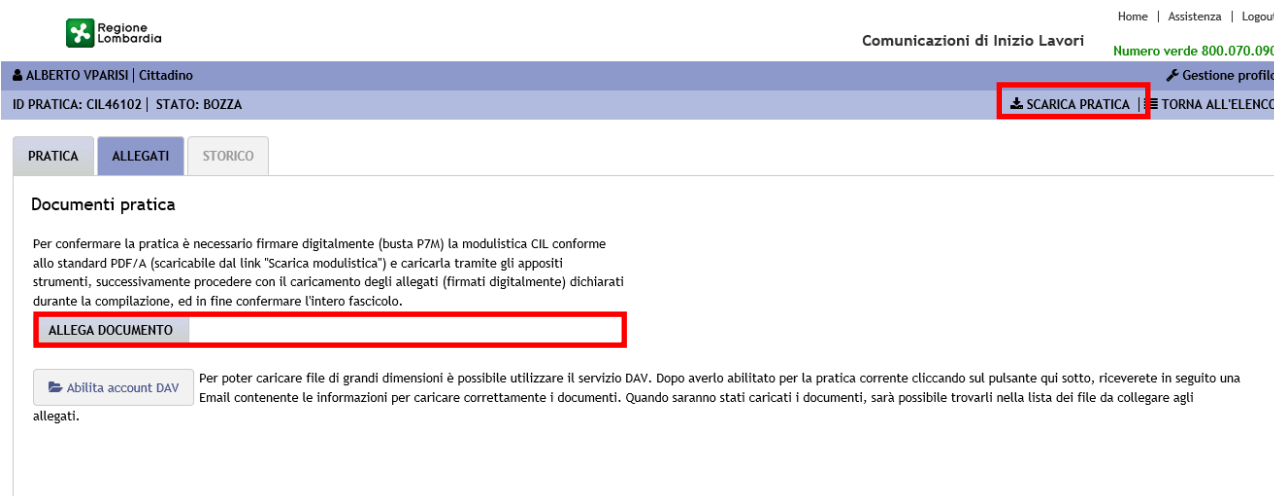 Home | Assistenza | Logout
Regione
Lombardia
Comunicazioni di Inizio Lavori
Numero verde 800.070.090
ALBERTO VPARISI | Cittadino
Gestione profilo
ID PRATICA: CIL46102 | STATO: BOZZA
SCARICA PRATICA | TORNA ALL'ELENCO
PRATICA ALLEGATI STORICO
Documenti pratica
Per confermare la pratica è necessario firmare digitalmente (busta P7M) la modulistica CIL conforme
allo standard PDF/A (scaricabile dal link "Scarica modulistica") e caricarla tramite gli appositi
strumenti, successivamente procedere con il caricamento degli allegati (firmati digitalmente) dichiarati
durante la compilazione, ed in fine confermare l'intero fascicolo.
ALLEGA DOCUMENTO
Abilita account DAV
Per poter caricare file di grandi dimensioni è possibile utilizzare il servizio DAV. Dopo averlo abilitato per la pratica corrente cliccando sul pulsante qui sotto, riceverete in seguito una
Email contenente le informazioni per caricare correttamente i documenti. Quando saranno stati caricati i documenti, sarà possibile trovarli nella lista dei file da collegare agli
allegati.